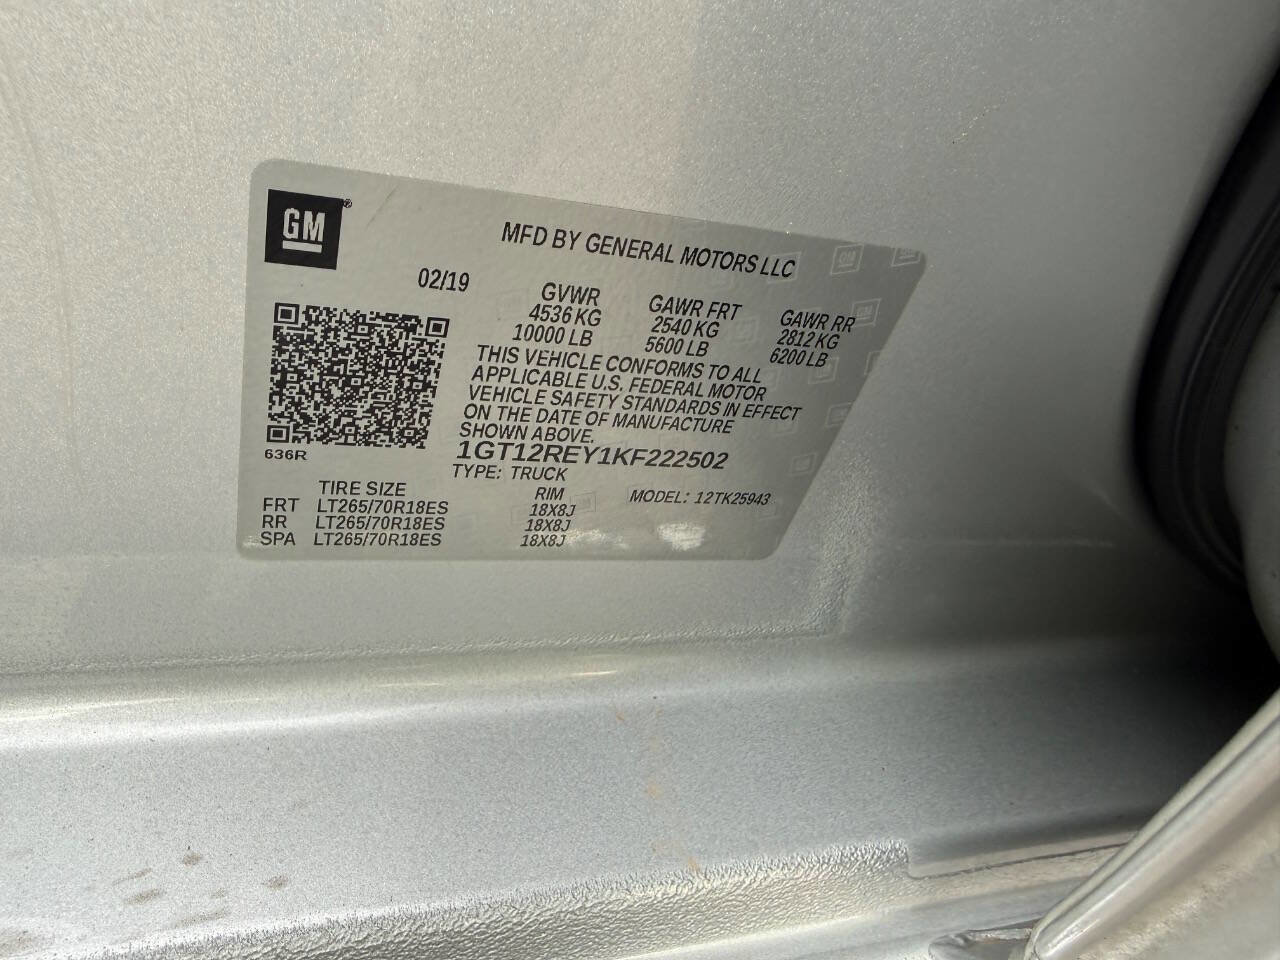 GM®
MFD BY GENERAL MOTORS LLC
02/19
GVWR GAWR FRT GAWR RR
4536 KG 2540 KG 2812 KG
10000 LB 5600 LB 6200 LB
THIS VEHICLE CONFORMS TO ALL
APPLICABLE U.S. FEDERAL MOTOR
VEHICLE SAFETY STANDARDS IN EFFECT
ON THE DATE OF MANUFACTURE
SHOWN ABOVE.
636R
1GT12REY1KF222502
TYPE: TRUCK
TIRE SIZE RIM MODEL: 12TK25943
FRT LT265/70R18ES 18X8J
RR LT265/70R18ES 18X8J
SPA LT265/70R18ES 18X8J